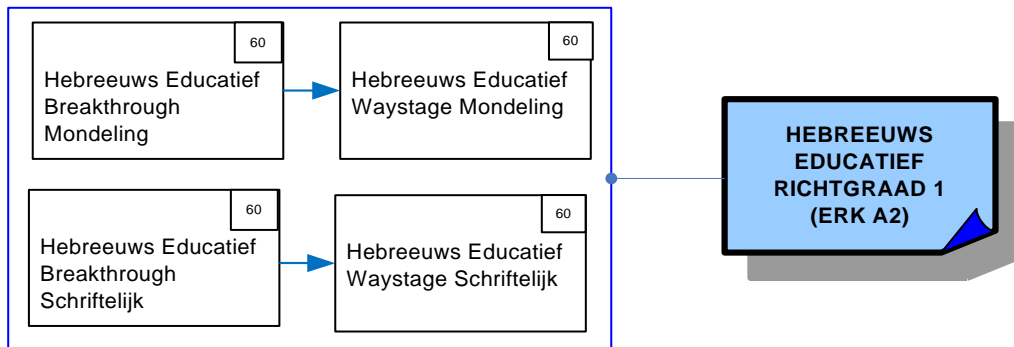 60
Hebreeuws Educatief
Breakthrough
Mondeling
60
Hebreeuws Educatief
Waystage Mondeling
60
Hebreeuws Educatief
Breakthrough
Schriftelijk
60
Hebreeuws Educatief
Waystage Schriftelijk
HEBREEUWS
EDUCATIEF
RICHTGRAAD 1
(ERK A2)